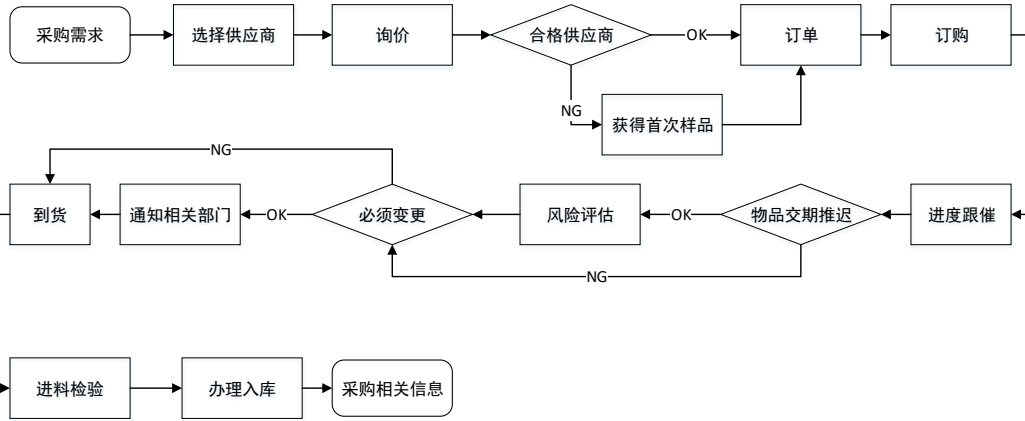 采购需求
选择供应商
询价
合格供应商
OK
订单
订购
NG
获得首次样品
NG
到货
通知相关部门
OK
必须变更
风险评估
OK
物品交期推迟
进度跟催
NG
进料检验
办理入库
采购相关信息